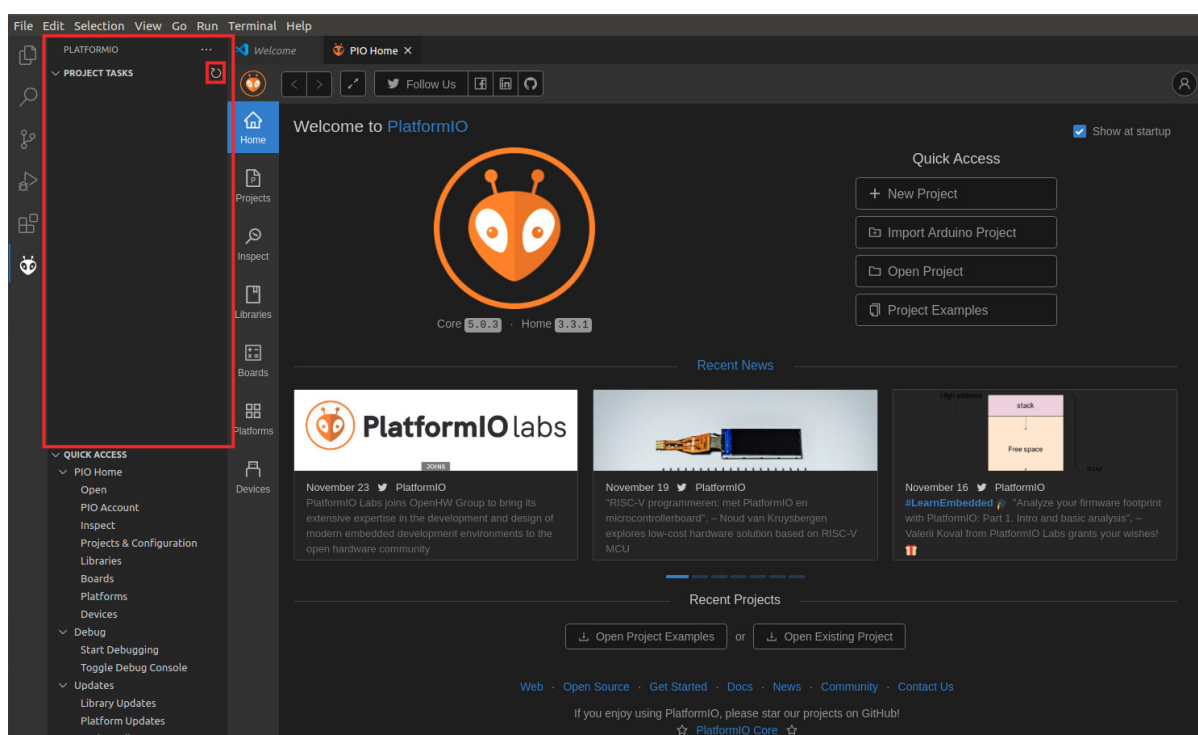 File Edit Selection View Go Run Terminal Help
PLATFORMIO ...
PROJECT TASKS
QUICK ACCESS
PIO Home
Open
PIO Account
Inspect
Projects & Configuration
Libraries
Boards
Platforms
Devices
Debug
Start Debugging
Toggle Debug Console
Updates
Library Updates
Platform Updates
Welcome PIO Home
Follow Us
Home
Projects
Inspect
Libraries
Boards
Platforms
Devices
Welcome to PlatformIO
Show at startup
Core 5.0.3 · Home 3.3.1
Quick Access
New Project
Import Arduino Project
Open Project
Project Examples
Recent News
PlatformIO labs
JOINS
November 23 PlatformIO
PlatformIO Labs joins OpenHW Group to bring its
extensive expertise in the development and design of
modern embedded development environments to the
open hardware community
November 19 PlatformIO
"RISC-V programmeren: met PlatformIO en
microcontrollerboard", – Noud van Kruysbergen
explores low-cost hardware solution based on RISC-V
MCU
High address
stack
Free space
November 16 PlatformIO
#LearnEmbedded "Analyze your firmware footprint
with PlatformIO: Part 1. Intro and basic analysis", –
Valerii Koval from PlatformIO Labs grants your wishes!
Recent Projects
Open Project Examples or Open Existing Project
Web · Open Source · Get Started · Docs · News · Community · Contact Us
If you enjoy using PlatformIO, please star our projects on GitHub!
☆ PlatformIO Core ☆